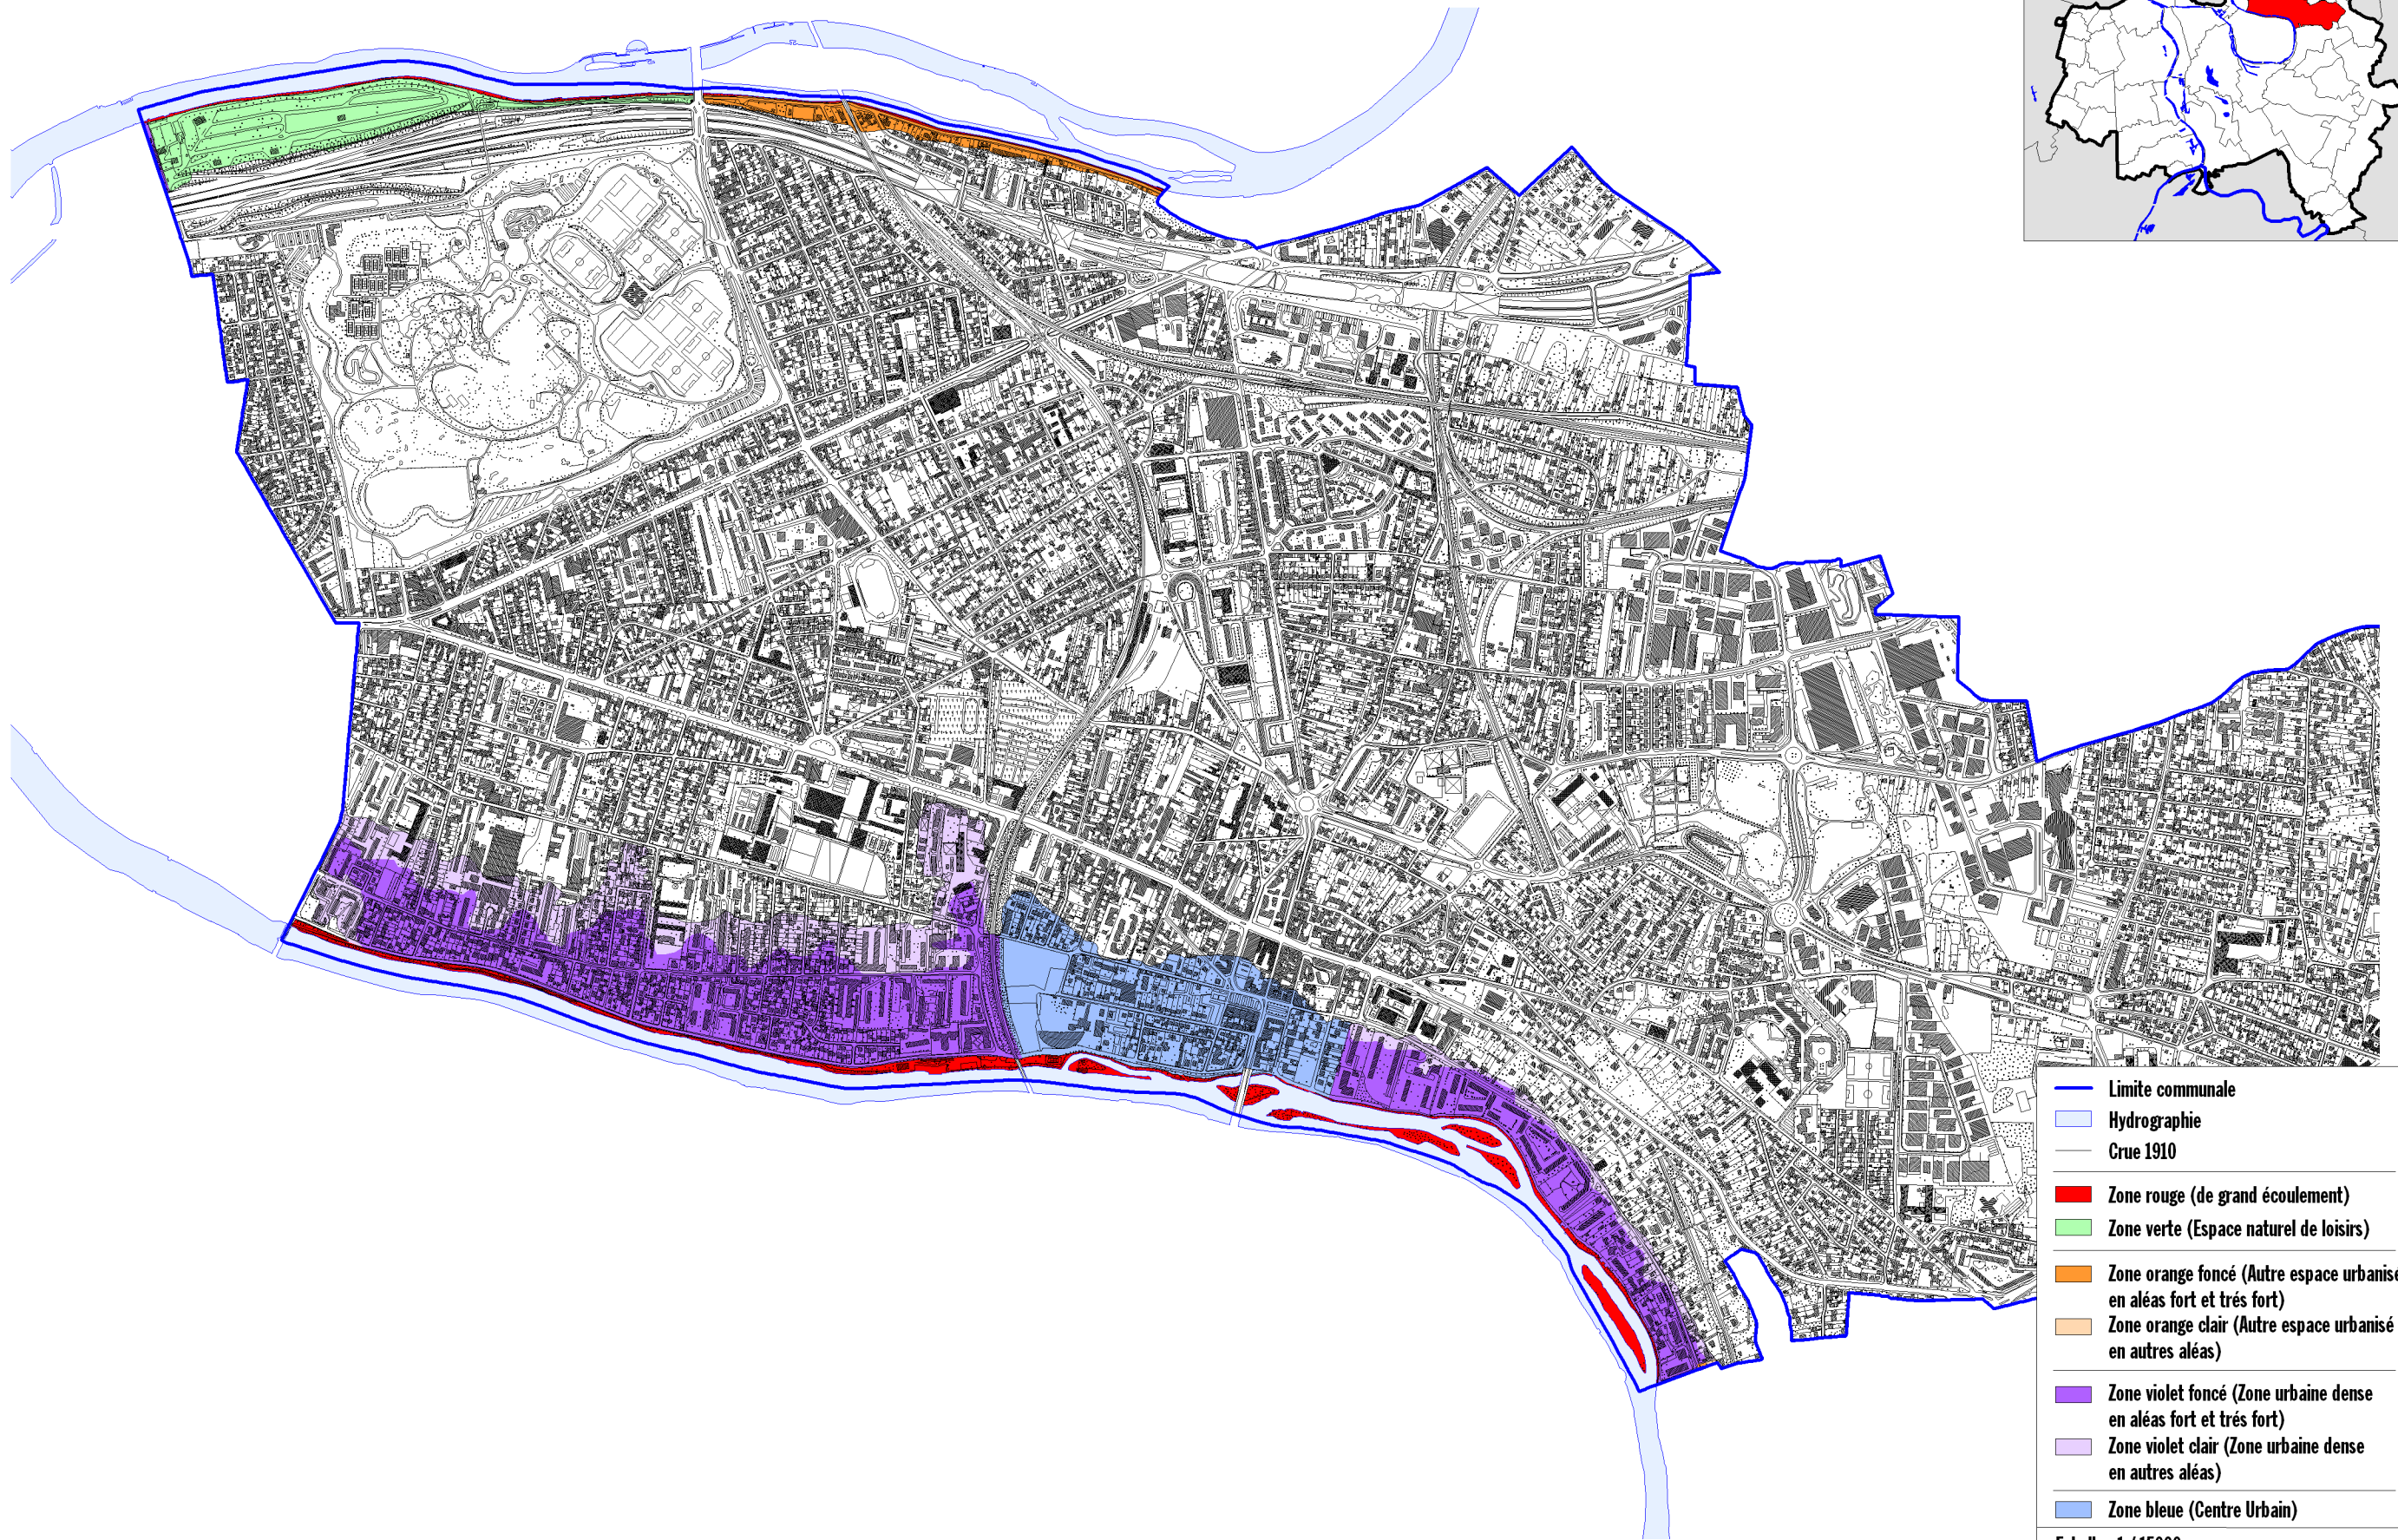 Limite communale
Hydrographie
Crue 1910
Zone rouge (de grand écoulement)
Zone verte (Espace naturel de loisirs)
Zone orange foncé (Autre espace urbanisé
en aléas fort et trés fort)
Zone orange clair (Autre espace urbanisé
en autres aléas)
Zone violet foncé (Zone urbaine dense
en aléas fort et trés fort)
Zone violet clair (Zone urbaine dense
en autres aléas)
Zone bleue (Centre Urbain)